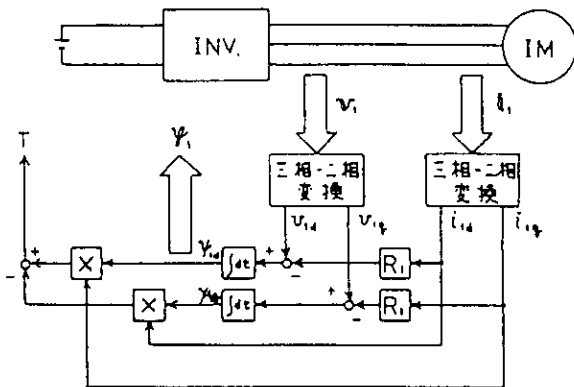 INV.
IM
T
ψ₁
v₁
i₁
三相-二相
変換
三相-二相
変換
v₁d
v₁q
i₁d
i₁q
+
-
×
ψ₁d
∫dt
+
-
R₁
×
∫dt
+
-
R₁